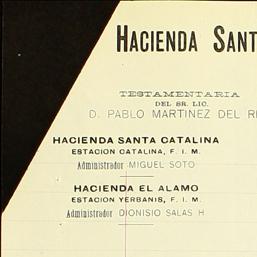 HACIENDA SANT
TESTAMENTARIA
DEL SR. LIC.
D. PABLO MARTINEZ DEL RI
HACIENDA SANTA CATALINA
ESTACION CATALINA, F. I. M.
Administrador MIGUEL SOTO
HACIENDA EL ALAMO
ESTACION YERBANIS, F. I. M.
Administrador DIONISIO SALAS H